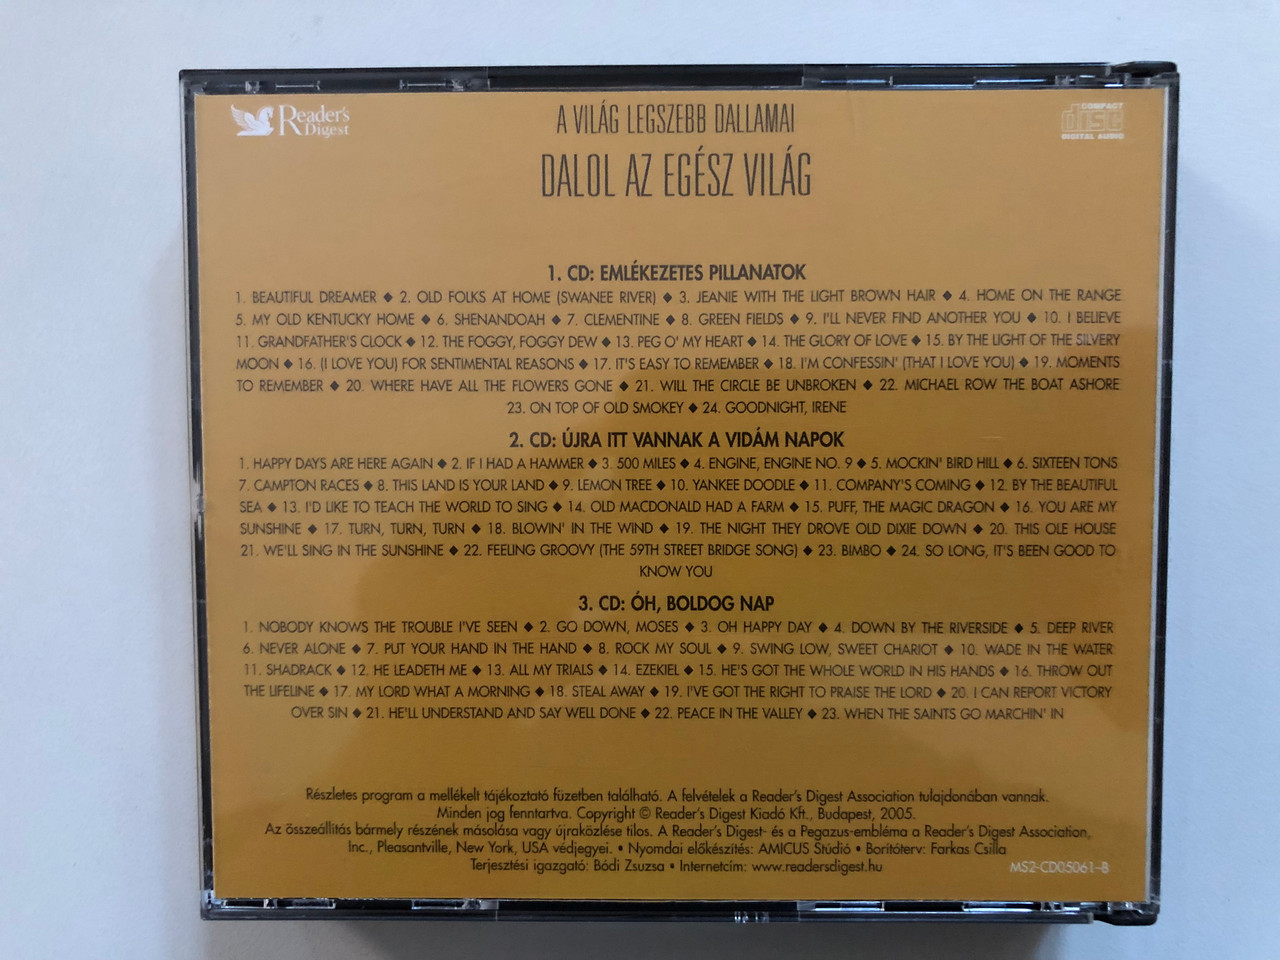 Reader's
Digest
A VILÁG LEGSZEBB DALLAMAI
COMPACT
disc
DIGITAL AUDIO
DALOL AZ EGÉSZ VILÁG
1. CD: EMLÉKEZETES PILLANATOK
1. BEAUTIFUL DREAMER ◆ 2. OLD FOLKS AT HOME (SWANEE RIVER) ◆ 3. JEANIE WITH THE LIGHT BROWN HAIR ◆ 4. HOME ON THE RANGE
5. MY OLD KENTUCKY HOME ◆ 6. SHENANDOAH ◆ 7. CLEMENTINE ◆ 8. GREEN FIELDS ◆ 9. I'LL NEVER FIND ANOTHER YOU ◆ 10. I BELIEVE
11. GRANDFATHER'S CLOCK ◆ 12. THE FOGGY, FOGGY DEW ◆ 13. PEG O' MY HEART ◆ 14. THE GLORY OF LOVE ◆ 15. BY THE LIGHT OF THE SILVERY
MOON ◆ 16. (I LOVE YOU) FOR SENTIMENTAL REASONS ◆ 17. IT'S EASY TO REMEMBER ◆ 18. I'M CONFESSIN' (THAT I LOVE YOU) ◆ 19. MOMENTS
TO REMEMBER ◆ 20. WHERE HAVE ALL THE FLOWERS GONE ◆ 21. WILL THE CIRCLE BE UNBROKEN ◆ 22. MICHAEL ROW THE BOAT ASHORE
23. ON TOP OF OLD SMOKEY ◆ 24. GOODNIGHT, IRENE
2. CD: ÚJRA ITT VANNAK A VIDÁM NAPOK
1. HAPPY DAYS ARE HERE AGAIN ◆ 2. IF I HAD A HAMMER ◆ 3. 500 MILES ◆ 4. ENGINE, ENGINE NO. 9 ◆ 5. MOCKIN' BIRD HILL ◆ 6. SIXTEEN TONS
7. CAMPTON RACES ◆ 8. THIS LAND IS YOUR LAND ◆ 9. LEMON TREE ◆ 10. YANKEE DOODLE ◆ 11. COMPANY'S COMING ◆ 12. BY THE BEAUTIFUL
SEA ◆ 13. I'D LIKE TO TEACH THE WORLD TO SING ◆ 14. OLD MACDONALD HAD A FARM ◆ 15. PUFF, THE MAGIC DRAGON ◆ 16. YOU ARE MY
SUNSHINE ◆ 17. TURN, TURN, TURN ◆ 18. BLOWIN' IN THE WIND ◆ 19. THE NIGHT THEY DROVE OLD DIXIE DOWN ◆ 20. THIS OLE HOUSE
21. WE'LL SING IN THE SUNSHINE ◆ 22. FEELING GROOVY (THE 59TH STREET BRIDGE SONG) ◆ 23. BIMBO ◆ 24. SO LONG, IT'S BEEN GOOD TO
KNOW YOU
3. CD: ÓH, BOLDOG NAP
1. NOBODY KNOWS THE TROUBLE I'VE SEEN ◆ 2. GO DOWN, MOSES ◆ 3. OH HAPPY DAY ◆ 4. DOWN BY THE RIVERSIDE ◆ 5. DEEP RIVER
6. NEVER ALONE ◆ 7. PUT YOUR HAND IN THE HAND ◆ 8. ROCK MY SOUL ◆ 9. SWING LOW, SWEET CHARIOT ◆ 10. WADE IN THE WATER
11. SHADRACK ◆ 12. HE LEADETH ME ◆ 13. ALL MY TRIALS ◆ 14. EZEKIEL ◆ 15. HE'S GOT THE WHOLE WORLD IN HIS HANDS ◆ 16. THROW OUT
THE LIFELINE ◆ 17. MY LORD WHAT A MORNING ◆ 18. STEAL AWAY ◆ 19. I'VE GOT THE RIGHT TO PRAISE THE LORD ◆ 20. I CAN REPORT VICTORY
OVER SIN ◆ 21. HE'LL UNDERSTAND AND SAY WELL DONE ◆ 22. PEACE IN THE VALLEY ◆ 23. WHEN THE SAINTS GO MARCHIN' IN
Részletes program a mellékelt tájékoztató füzetben található. A felvételek a Reader's Digest Association tulajdonában vannak.
Minden jog fenntartva. Copyright © Reader's Digest Kiadó Kft., Budapest, 2005.
Az összeállítás bármely részének másolása vagy újraközlése tilos. A Reader's Digest- és a Pegazus-embléma a Reader's Digest Association,
Inc., Pleasantville, New York, USA védjegyei. • Nyomdai előkészítés: AMICUS Stúdió • Borítóterv: Farkas Csilla
Terjesztési igazgató: Bódi Zsuzsa • Internetcím: www.readersdigest.hu
MS2-CD05061-B